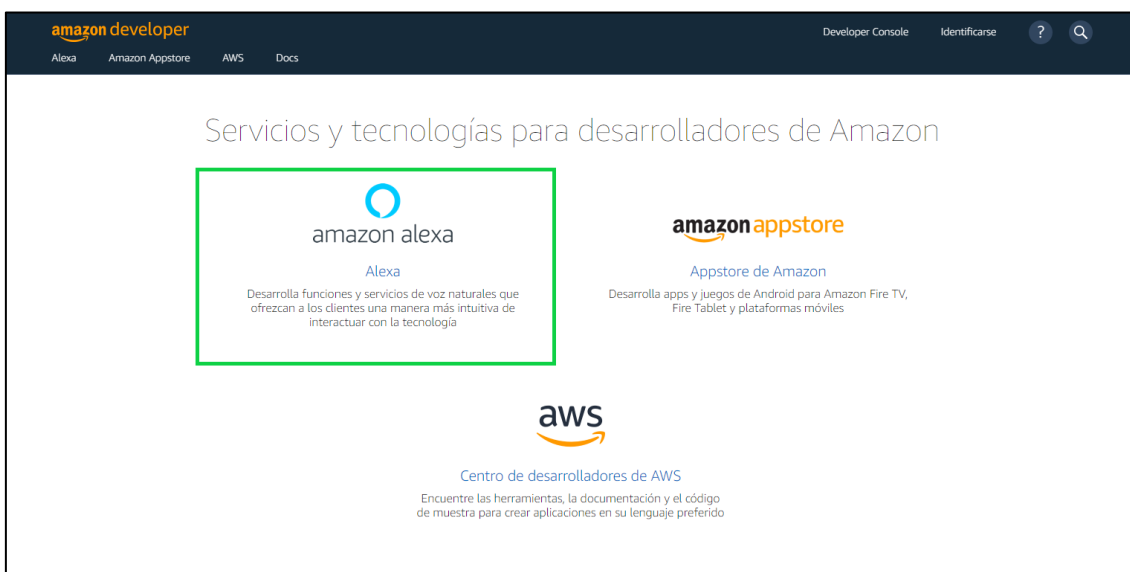 amazon developer
Developer Console
Identificarse
?
Alexa
Amazon Appstore
AWS
Docs
Servicios y tecnologías para desarrolladores de Amazon
amazon alexa
Alexa
Desarrolla funciones y servicios de voz naturales que
ofrezcan a los clientes una manera más intuitiva de
interactuar con la tecnología
amazon appstore
Appstore de Amazon
Desarrolla apps y juegos de Android para Amazon Fire TV,
Fire Tablet y plataformas móviles
aws
Centro de desarrolladores de AWS
Encuentre las herramientas, la documentación y el código
de muestra para crear aplicaciones en su lenguaje preferido